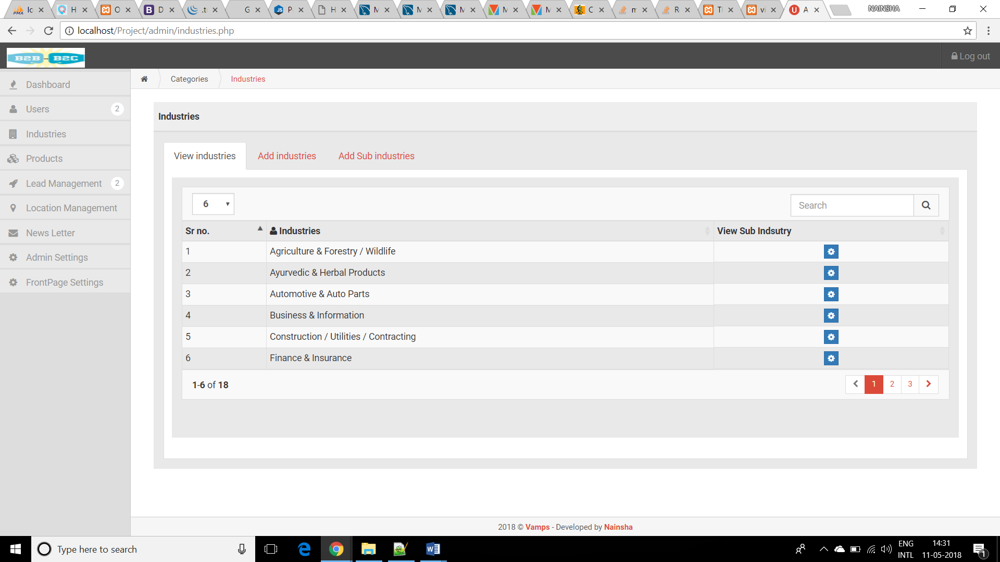 Ic H O D .t G P H M M M M M C m R Tl vi A NAINSHA
localhost/Project/admin/industries.php
B2B - B2C
Log out
Categories Industries
Dashboard
Users 2
Industries
Products
Lead Management 2
Location Management
News Letter
Admin Settings
FrontPage Settings
Industries
View industries Add industries Add Sub industries
6 Search
Sr no. Industries View Sub Indsutry
1 Agriculture & Forestry / Wildlife
2 Ayurvedic & Herbal Products
3 Automotive & Auto Parts
4 Business & Information
5 Construction / Utilities / Contracting
6 Finance & Insurance
1-6 of 18 1 2 3
2018 © Vamps - Developed by Nainsha
Type here to search
ENG 14:31
INTL 11-05-2018 1